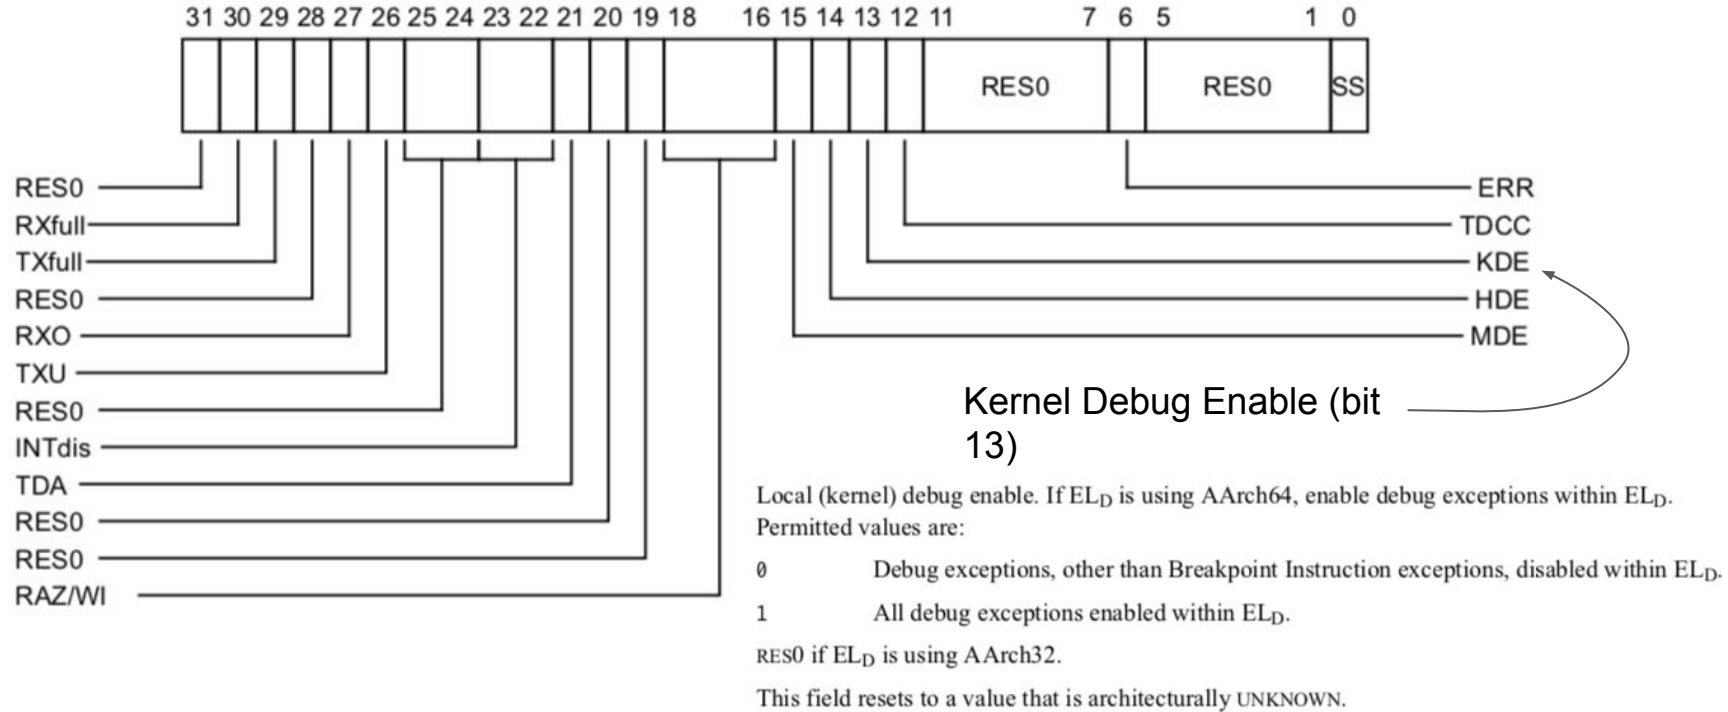 31 30 29 28 27 26 25 24 23 22 21 20 19 18 16 15 14 13 12 11 7 6 5 1 0
RES0 RES0 SS
RES0
RXfull
TXfull
RES0
RXO
TXU
RES0
INTdis
TDA
RES0
RES0
RAZ/WI
ERR
TDCC
KDE
HDE
MDE
Kernel Debug Enable (bit
13)
Local (kernel) debug enable. If ELD is using AArch64, enable debug exceptions within ELD.
Permitted values are:
0 Debug exceptions, other than Breakpoint Instruction exceptions, disabled within ELD.
1 All debug exceptions enabled within ELD.
RES0 if ELD is using AArch32.
This field resets to a value that is architecturally UNKNOWN.